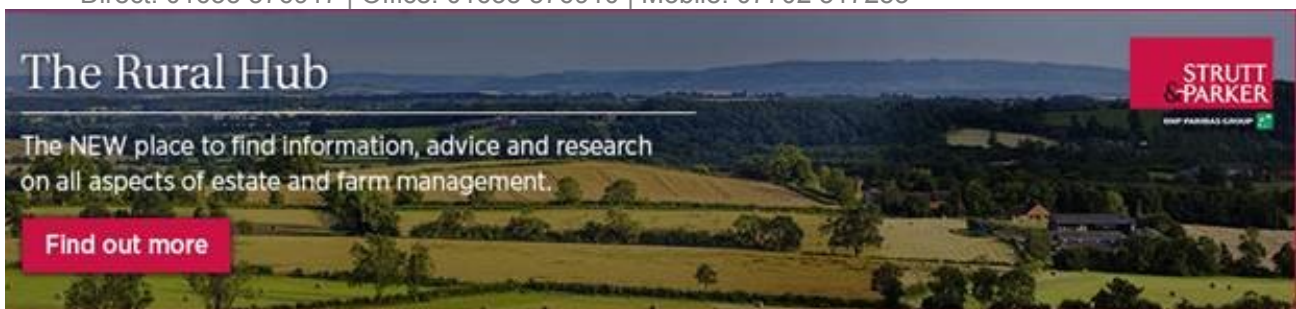 The Rural Hub
The NEW place to find information, advice and research
on all aspects of estate and farm management.
Find out more
STRUTT
&PARKER
BNP PARIBAS GROUP